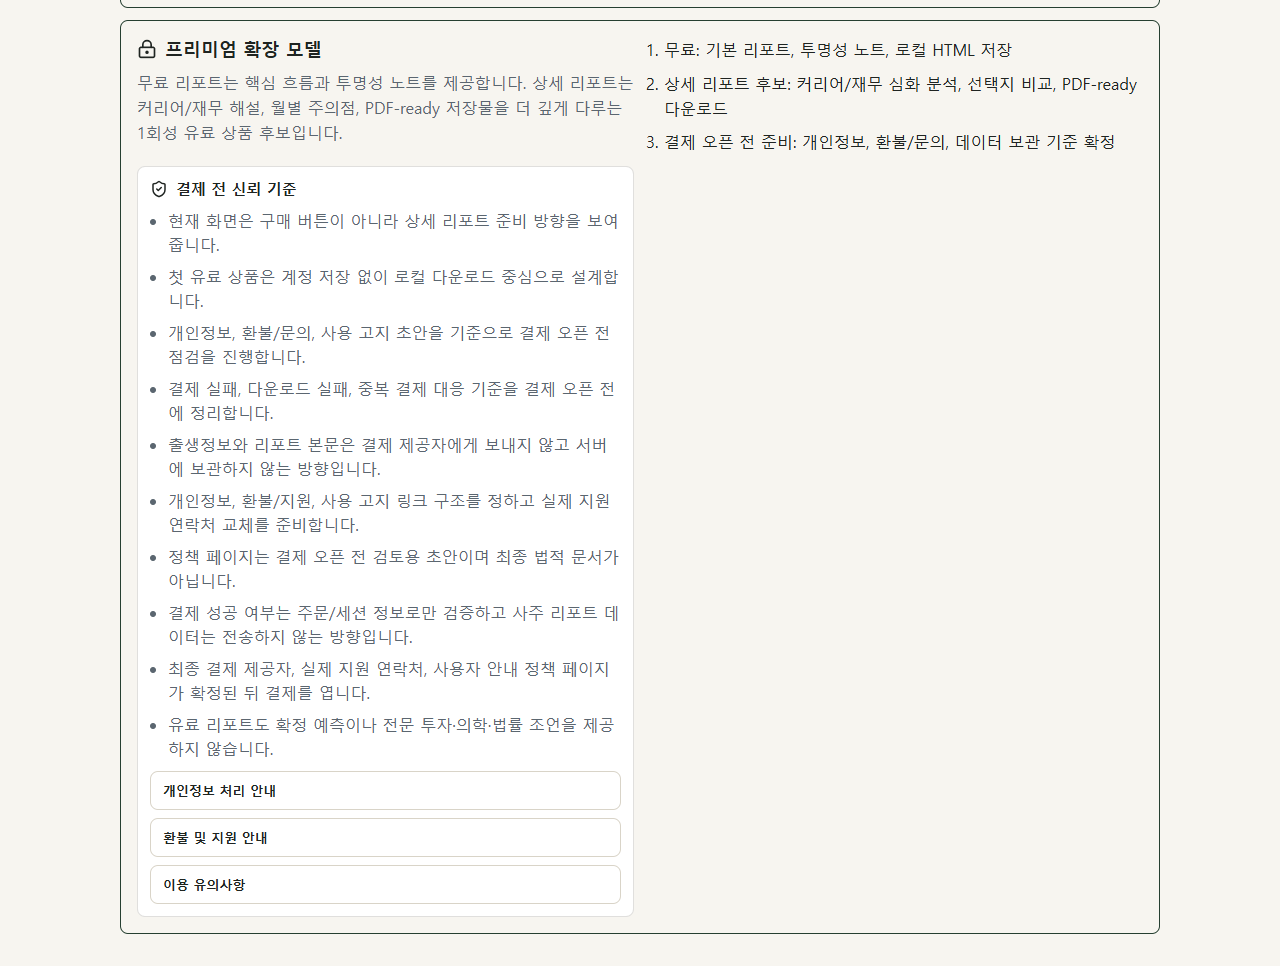 프리미엄 확장 모델
무료 리포트는 핵심 흐름과 투명성 노트를 제공합니다. 상세 리포트는
커리어/재무 해설, 월별 주의점, PDF-ready 저장물을 더 깊게 다루는
1회성 유료 상품 후보입니다.
결제 전 신뢰 기준
현재 화면은 구매 버튼이 아니라 상세 리포트 준비 방향을 보여
줍니다.
첫 유료 상품은 계정 저장 없이 로컬 다운로드 중심으로 설계합
니다.
개인정보, 환불/문의, 사용 고지 초안을 기준으로 결제 오픈 전
점검을 진행합니다.
결제 실패, 다운로드 실패, 중복 결제 대응 기준을 결제 오픈 전
에 정리합니다.
출생정보와 리포트 본문은 결제 제공자에게 보내지 않고 서버
에 보관하지 않는 방향입니다.
개인정보, 환불/지원, 사용 고지 링크 구조를 정하고 실제 지원
연락처 교체를 준비합니다.
정책 페이지는 결제 오픈 전 검토용 초안이며 최종 법적 문서가
아닙니다.
결제 성공 여부는 주문/세션 정보로만 검증하고 사주 리포트 데
이터는 전송하지 않는 방향입니다.
최종 결제 제공자, 실제 지원 연락처, 사용자 안내 정책 페이지
가 확정된 뒤 결제를 엽니다.
유료 리포트도 확정 예측이나 전문 투자·의학·법률 조언을 제공
하지 않습니다.
개인정보 처리 안내
환불 및 지원 안내
이용 유의사항
1. 무료: 기본 리포트, 투명성 노트, 로컬 HTML 저장
2. 상세 리포트 후보: 커리어/재무 심화 분석, 선택지 비교, PDF-ready
다운로드
3. 결제 오픈 전 준비: 개인정보, 환불/문의, 데이터 보관 기준 확정